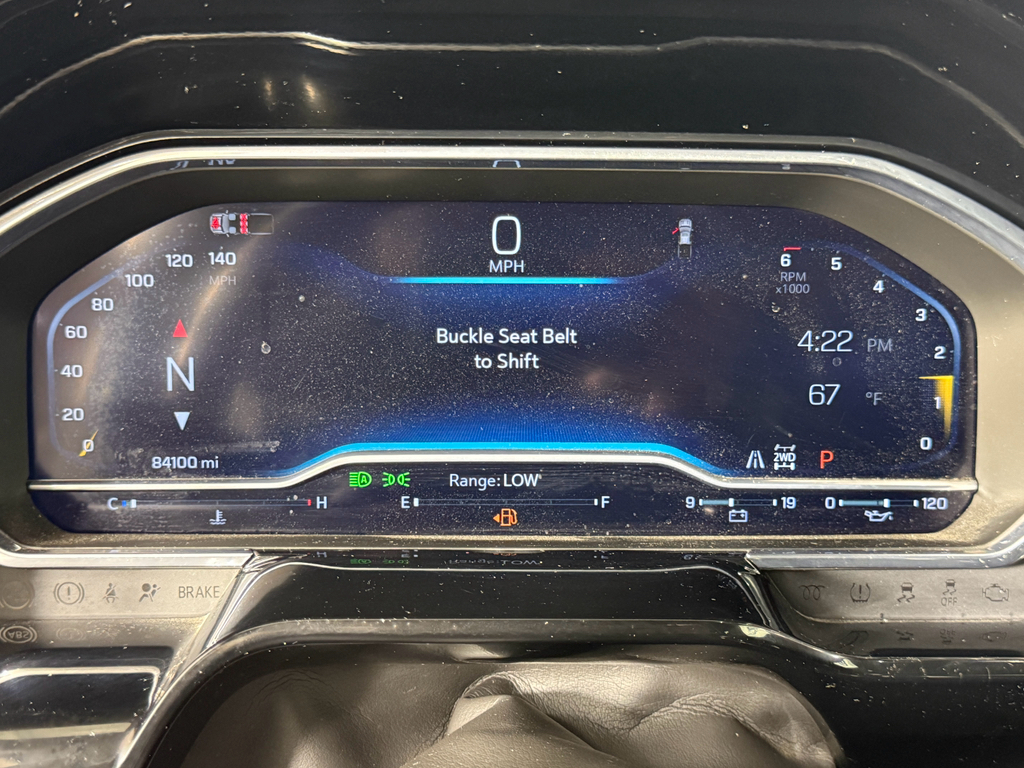 0
MPH
120 140
MPH
100
80
60
40
20
0
N
84100 mi
Buckle Seat Belt
to Shift
6 5
RPM
x1000
4
3
2
1
0
4:22 PM
67 °F
2WD P
A
Range: LOW
C H
E F
9 19
0 120
BRAKE
OFF